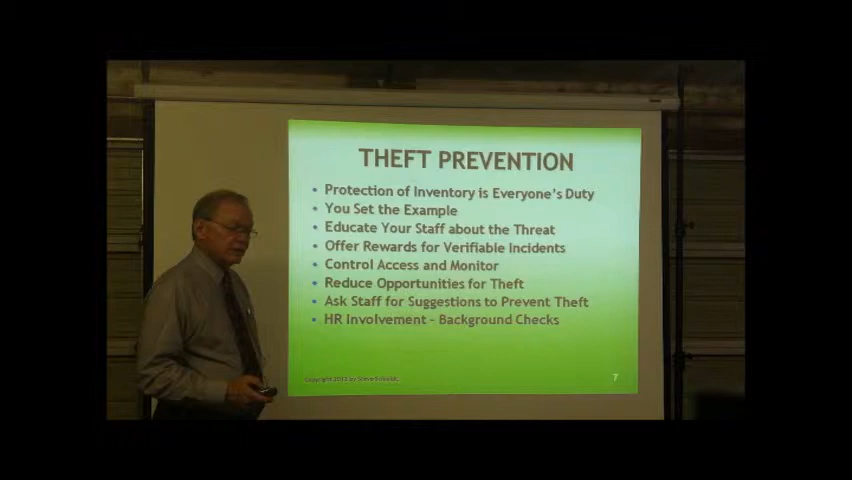 THEFT PREVENTION
• Protection of Inventory is Everyone's Duty
• You Set the Example
• Educate Your Staff about the Threat
• Offer Rewards for Verifiable Incidents
• Control Access and Monitor
• Reduce Opportunities for Theft
• Ask Staff for Suggestions to Prevent Theft
• HR Involvement - Background Checks
Copyright by Steve
7